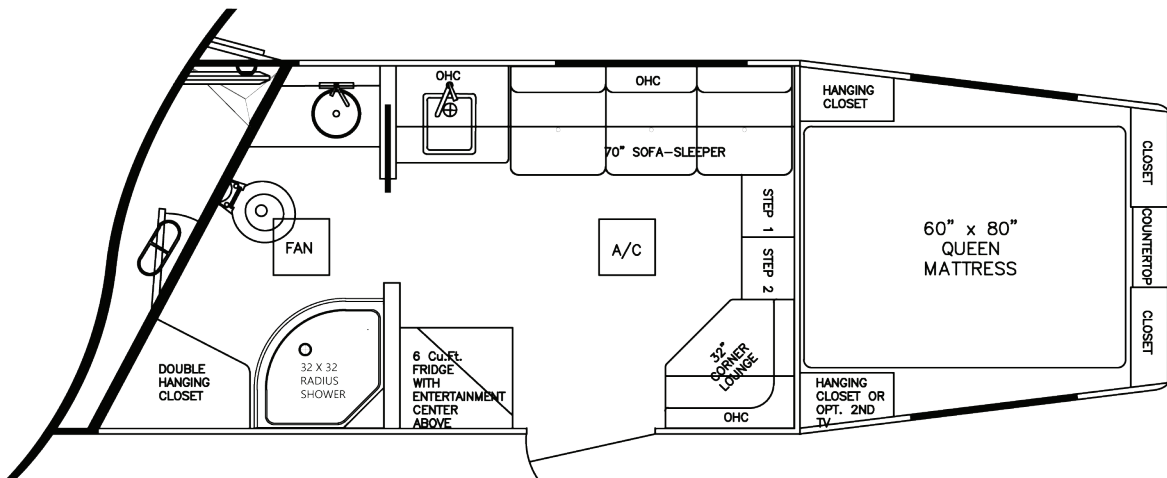 OHC
OHC
HANGING
CLOSET
70" SOFA-SLEEPER
CLOSET
STEP 1
STEP 2
FAN
A/C
60" x 80"
QUEEN
MATTRESS
COUNTERTOP
CLOSET
32"
CORNER
LOUNGE
6 Cu.Ft.
FRIDGE
WITH
ENTERTAINMENT
CENTER
ABOVE
32 X 32
RADIUS
SHOWER
DOUBLE
HANGING
CLOSET
OHC
HANGING
CLOSET OR
OPT. 2ND
TV